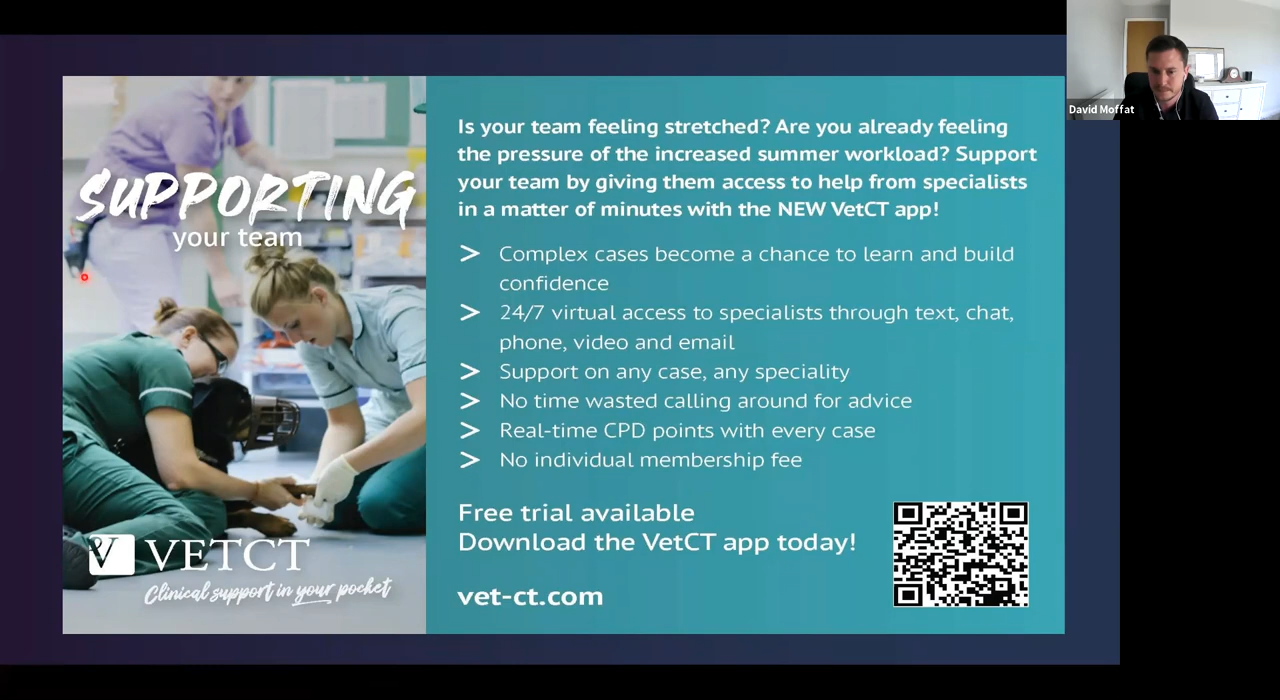 David Moffat
SUPPORTING
your team
VETCT
Clinical support in your pocket
Is your team feeling stretched? Are you already feeling
the pressure of the increased summer workload? Support
your team by giving them access to help from specialists
in a matter of minutes with the NEW VetCT app!
Complex cases become a chance to learn and build
confidence
24/7 virtual access to specialists through text, chat,
phone, video and email
Support on any case, any speciality
No time wasted calling around for advice
Real-time CPD points with every case
No individual membership fee
Free trial available
Download the VetCT app today!
vet-ct.com